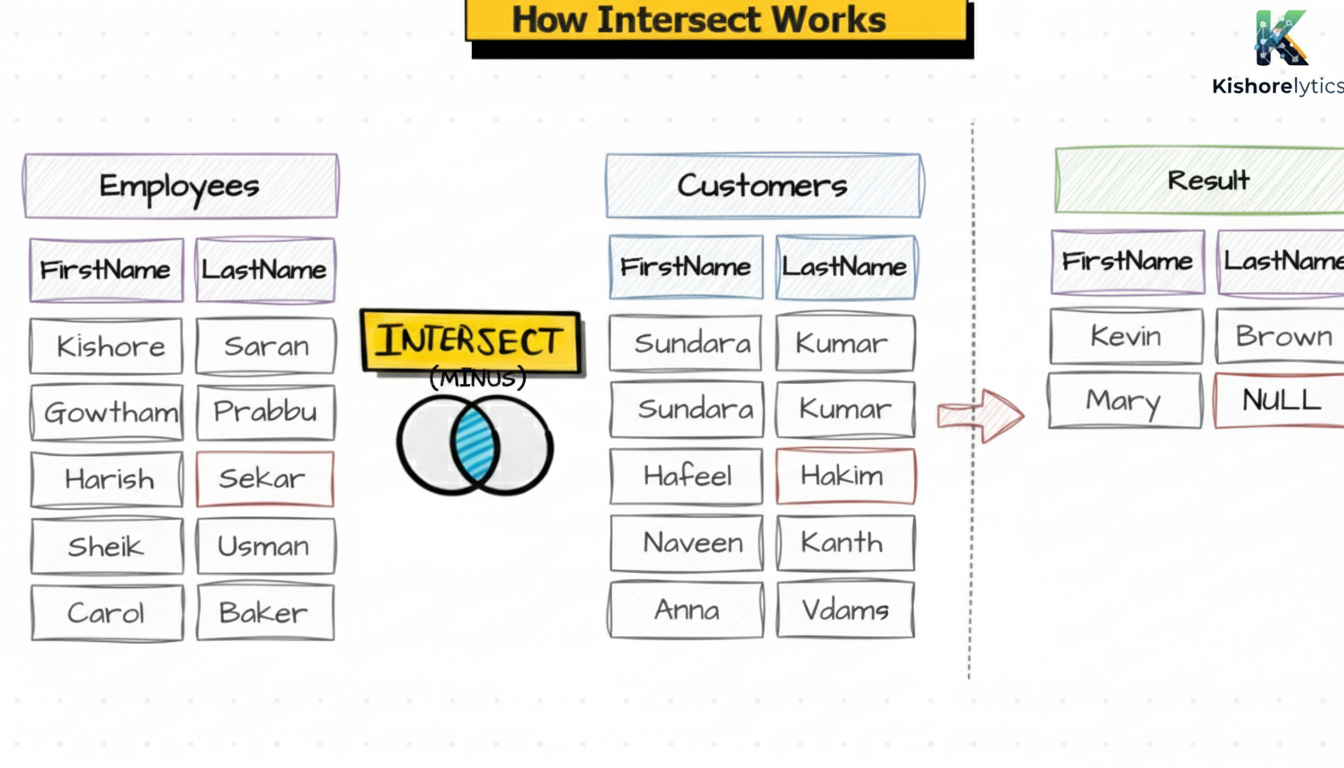 How Intersect Works
Kishorelytics
Employees
FirstName LastName
Kishore Saran
Gowtham Prabbu
Harish Sekar
Sheik Usman
Carol Baker
INTERSECT
(MINUS)
Customers
FirstName LastName
Sundara Kumar
Sundara Kumar
Hafeel Hakim
Naveen Kanth
Anna Vdams
Result
FirstName LastName
Kevin Brown
Mary NuLL